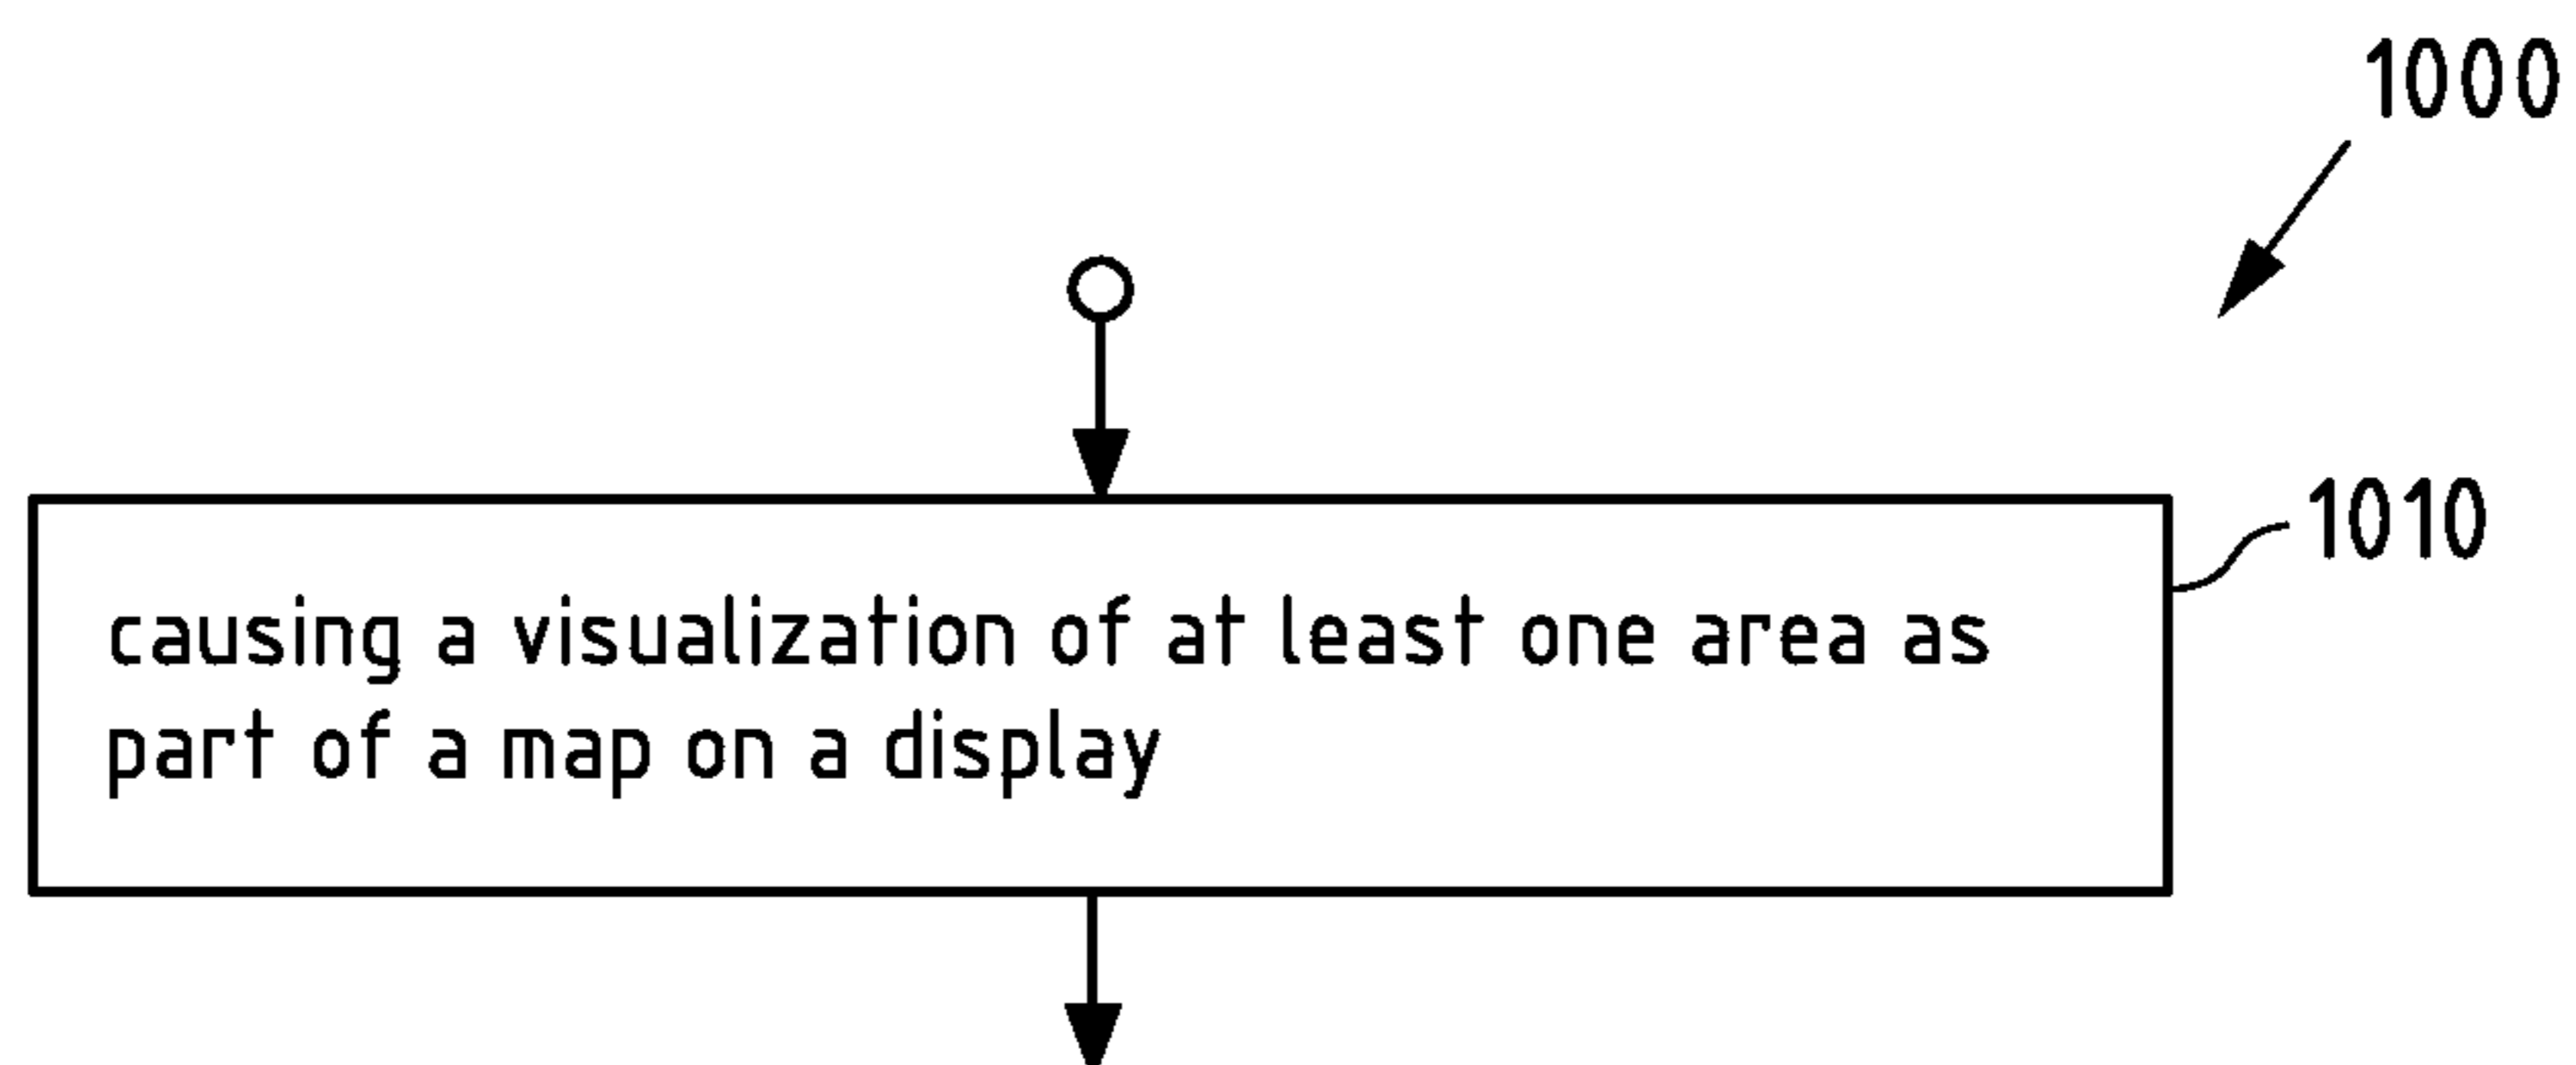 1000
1010
causing a visualization of at least one area as
part of a map on a display